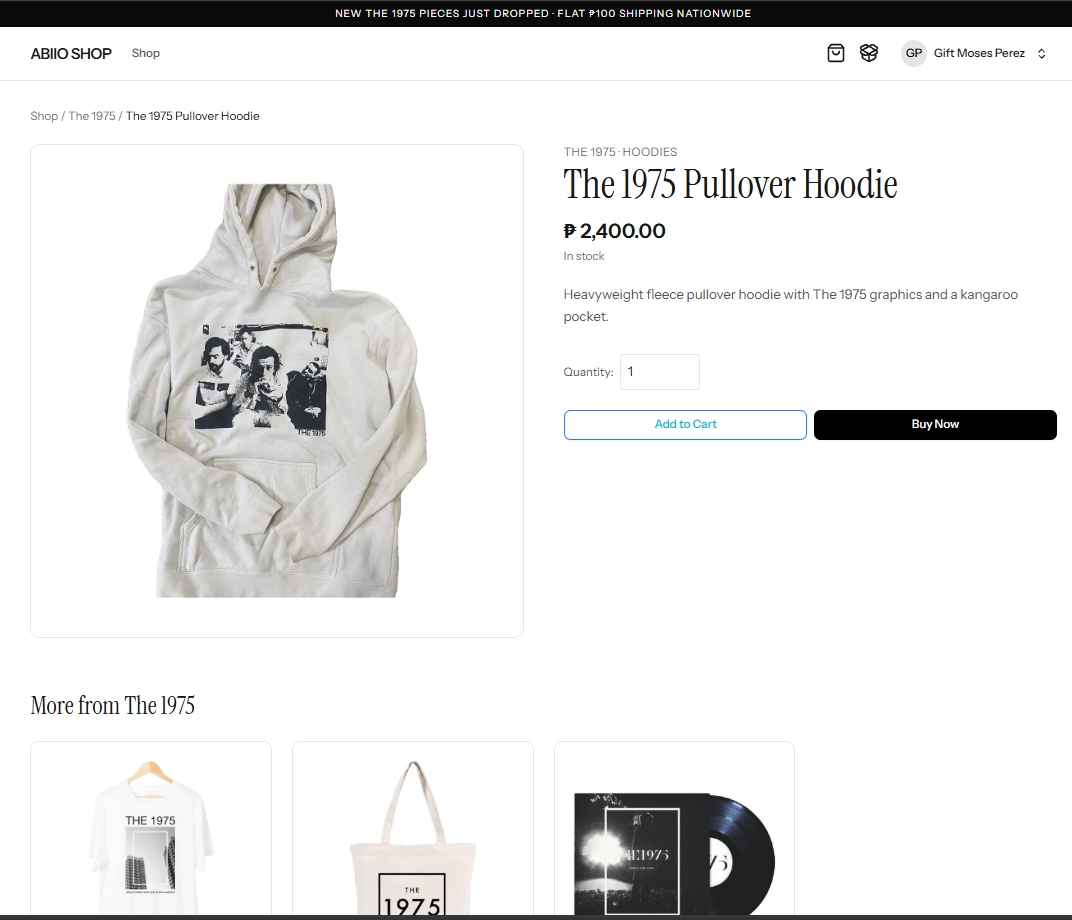 NEW THE 1975 PIECES JUST DROPPED · FLAT ₱100 SHIPPING NATIONWIDE
ABIIO SHOP
Shop
GP
Gift Moses Perez
Shop / The 1975 / The 1975 Pullover Hoodie
THE 1975
THE 1975 · HOODIES
The 1975 Pullover Hoodie
₱ 2,400.00
In stock
Heavyweight fleece pullover hoodie with The 1975 graphics and a kangaroo
pocket.
Quantity:
1
Add to Cart
Buy Now
More from The 1975
THE 1975
THE
1975
THE1975